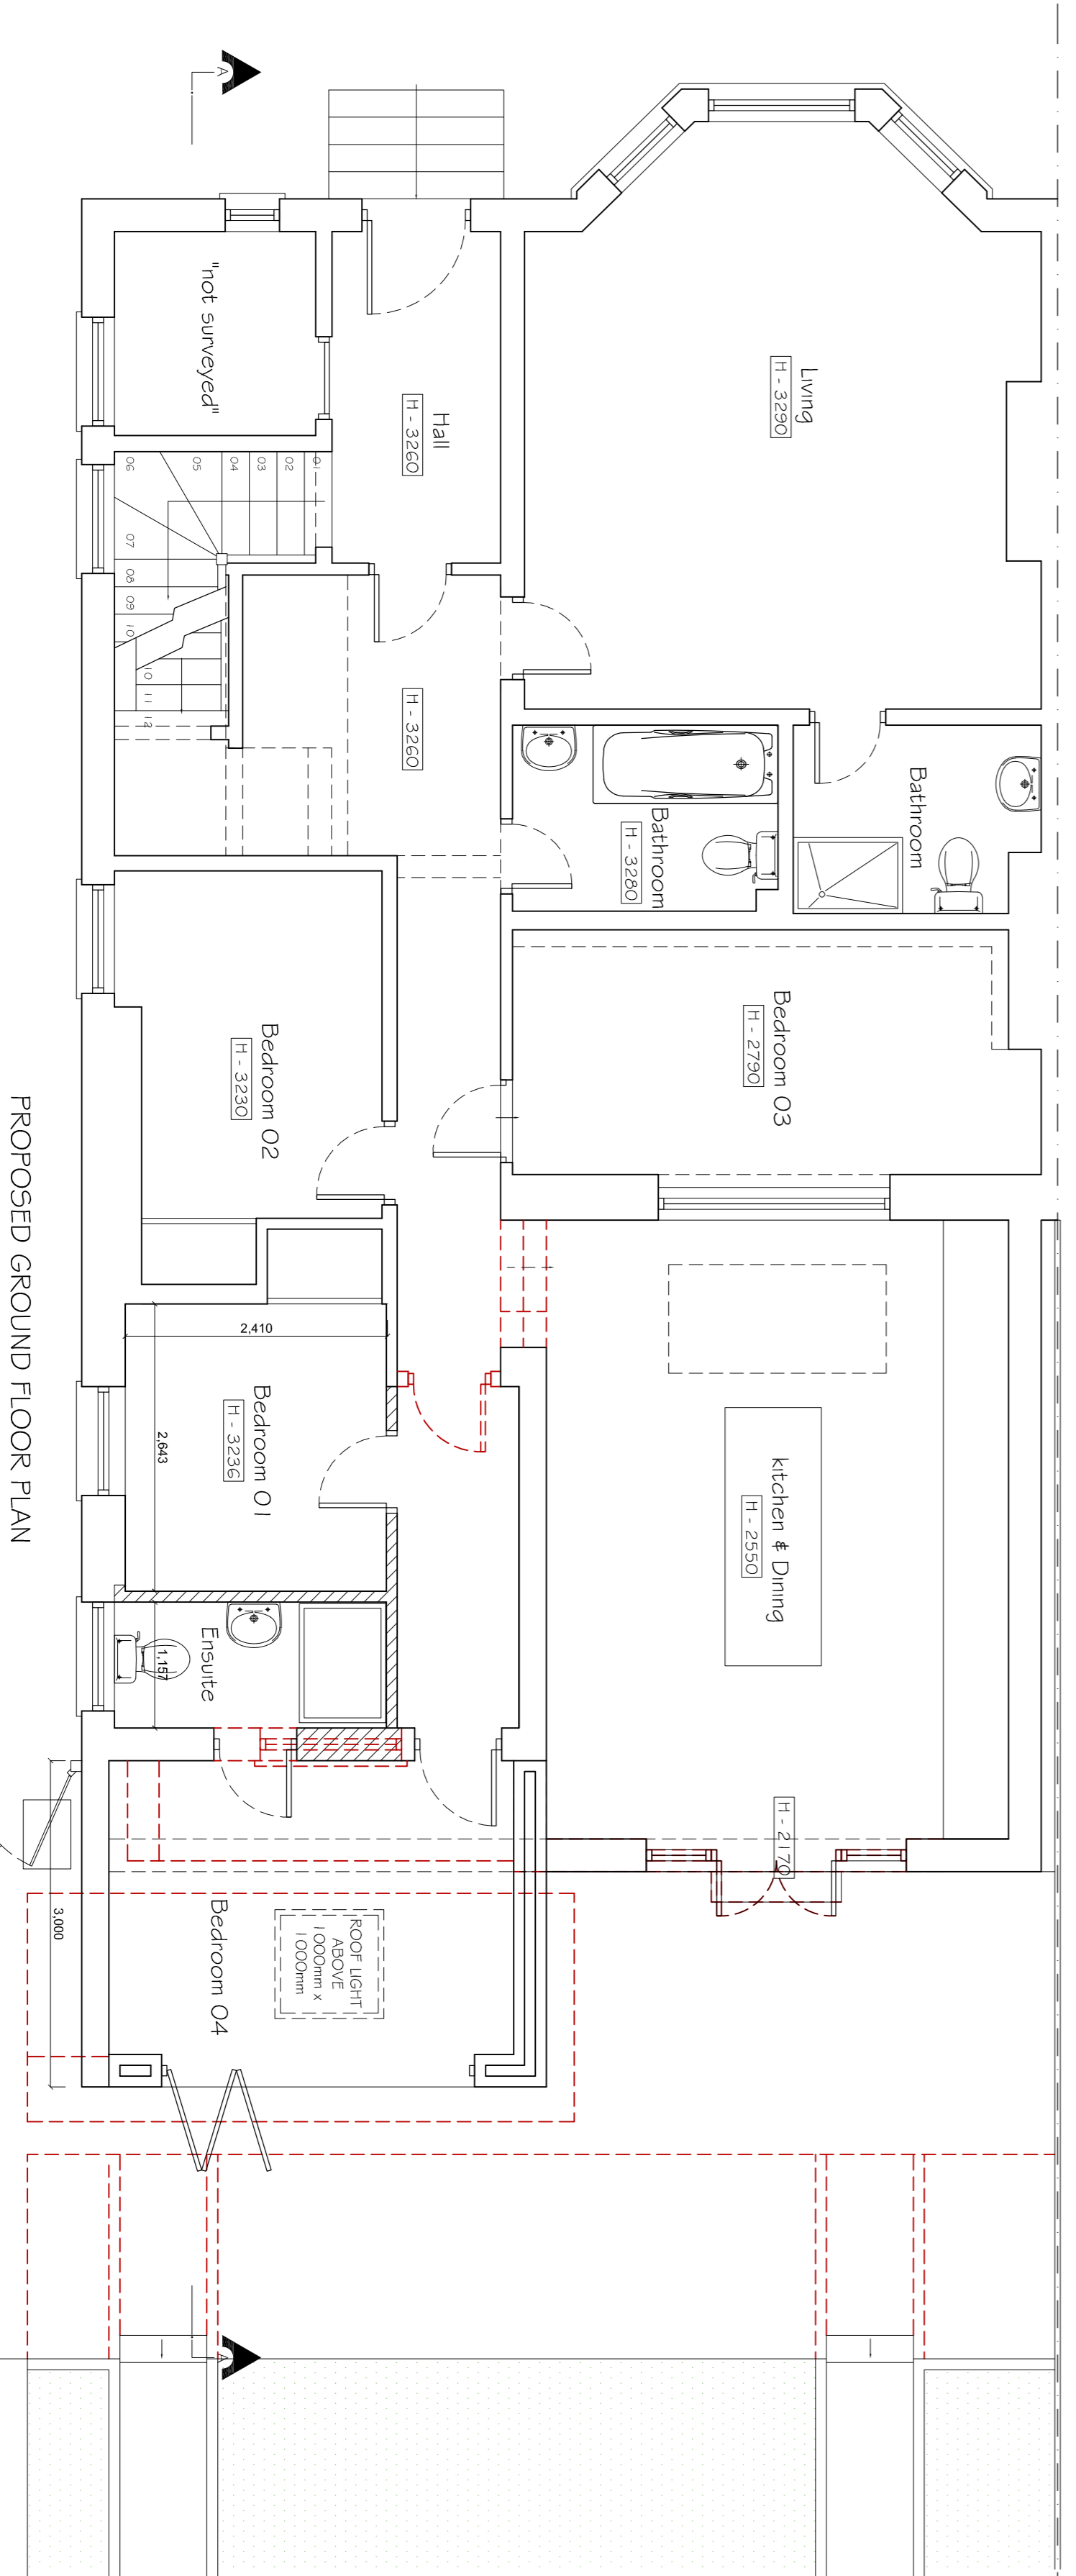 A
"not surveyed"
Hall
H - 3260
Living
H - 3290
01
02
03
04
05
06
07
08
09
10
10
11
12
H - 3260
Bathroom
H - 3280
Bathroom
Bedroom 02
H - 3230
Bedroom 03
H - 2790
2,410
2,643
Bedroom 01
H - 3236
Ensuite
1,157
kitchen & Dining
H - 2550
H - 2170
3,000
Bedroom 04
ROOF LIGHT
ABOVE
1000mm x
1000mm
A
PROPOSED GROUND FLOOR PLAN